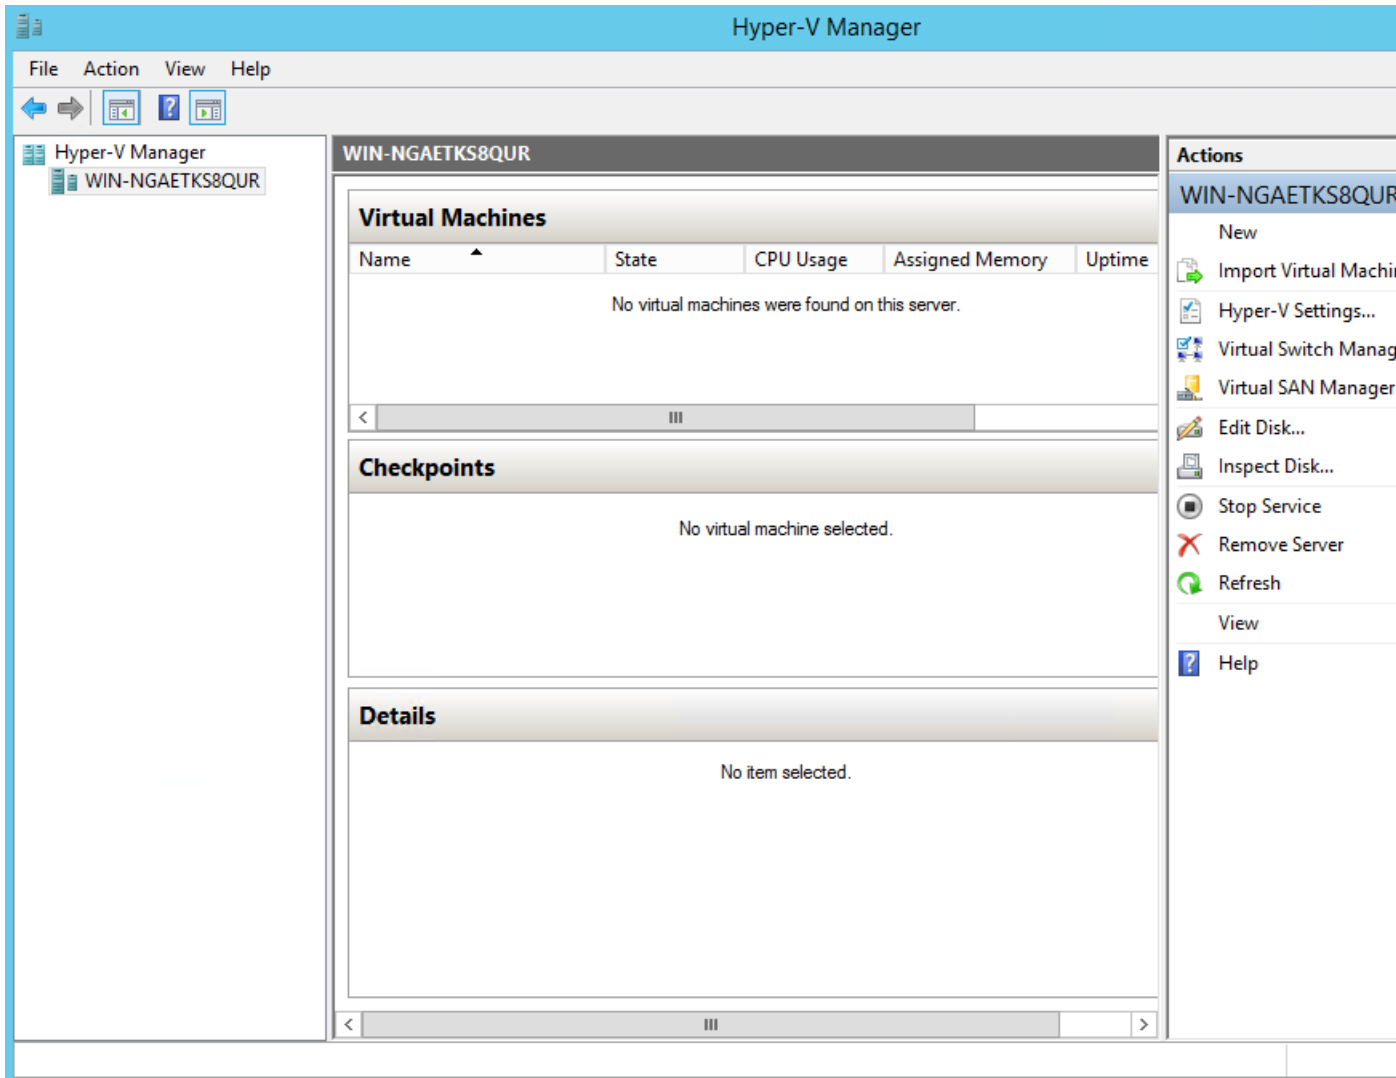 Hyper-V Manager
File Action View Help
Hyper-V Manager
WIN-NGAETKS8QUR
WIN-NGAETKS8QUR
Virtual Machines
Name State CPU Usage Assigned Memory Uptime
No virtual machines were found on this server.
Checkpoints
No virtual machine selected.
Details
No item selected.
Actions
WIN-NGAETKS8QUR
New
Import Virtual Machin
Hyper-V Settings...
Virtual Switch Manag
Virtual SAN Manager
Edit Disk...
Inspect Disk...
Stop Service
Remove Server
Refresh
View
Help